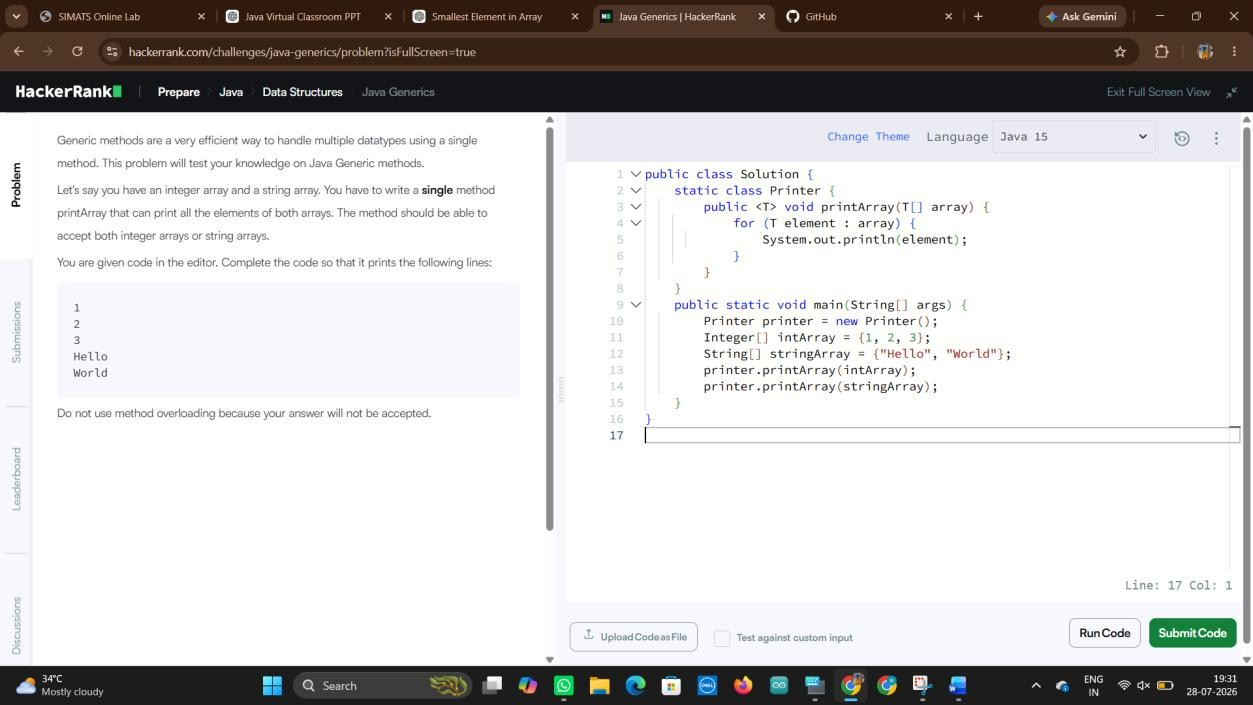 SIMATS Online Lab
Java Virtual Classroom PPT
Smallest Element in Array
Java Generics | HackerRank
GitHub
Ask Gemini
hackerrank.com/challenges/java-generics/problem?isFullScreen=true
HackerRank
Prepare
Java
Data Structures
Java Generics
Exit Full Screen View
Problem
Submissions
Leaderboard
Discussions
Generic methods are a very efficient way to handle multiple datatypes using a single
method. This problem will test your knowledge on Java Generic methods.
Let's say you have an integer array and a string array. You have to write a single method
printArray that can print all the elements of both arrays. The method should be able to
accept both integer arrays or string arrays.
You are given code in the editor. Complete the code so that it prints the following lines:
1
2
3
Hello
World
Do not use method overloading because your answer will not be accepted.
Change Theme Language Java 15
1 public class Solution {
2 static class Printer {
3 public <T> void printArray(T[] array) {
4 for (T element : array) {
5 System.out.println(element);
6 }
7 }
8 }
9 public static void main(String[] args) {
10 Printer printer = new Printer();
11 Integer[] intArray = {1, 2, 3};
12 String[] stringArray = {"Hello", "World"};
13 printer.printArray(intArray);
14 printer.printArray(stringArray);
15 }
16 }
17
Line: 17 Col: 1
Upload Code as File
Test against custom input
Run Code
Submit Code
34°C
Mostly cloudy
Search
ENG
IN
19:31
28-07-2026